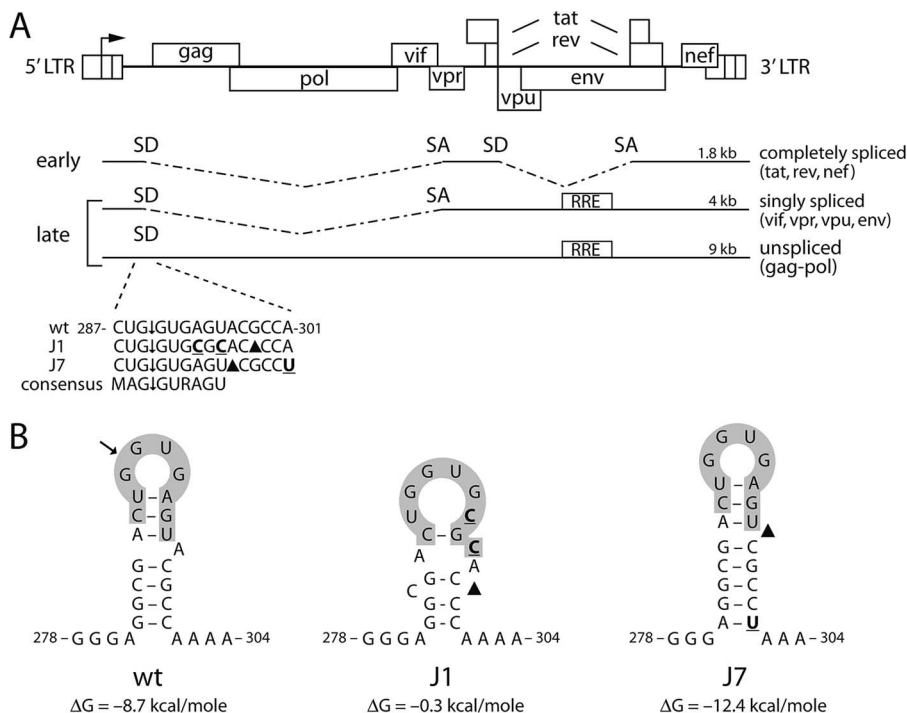 A
5′ LTR
gag
pol
vif
vpr
tat
rev
vpu
env
nef
3′ LTR
early
SD
SA
SD
SA
1.8 kb
completely spliced
(tat, rev, nef)
late
SD
SA
RRE
4 kb
singly spliced
(vif, vpr, vpu, env)
SD
RRE
9 kb
unspliced
(gag-pol)
wt 287- CUG↓GUGAGUACGCCA-301
J1 CUG↓GUGCGCAC▲CCA
J7 CUG↓GUGAGU▲CGCCU
consensus MAG↓GURAGU
B
G U
G G
U – A
C – G
A U
A
C – C
G – G
C – C
G – C
G – C
278 – G G G A A A A A – 304
wt
ΔG = –8.7 kcal/mole
G U
G G
U C
C – G
A C
A
G – C
C ▲
G – C
G – C
278 – G G G A A A A A – 304
J1
ΔG = –0.3 kcal/mole
G U
G G
U – A
C – G
A – U
▲
G – C
C – G
G – C
G – C
A – U
278 – G G G A A A – 304
J7
ΔG = –12.4 kcal/mole